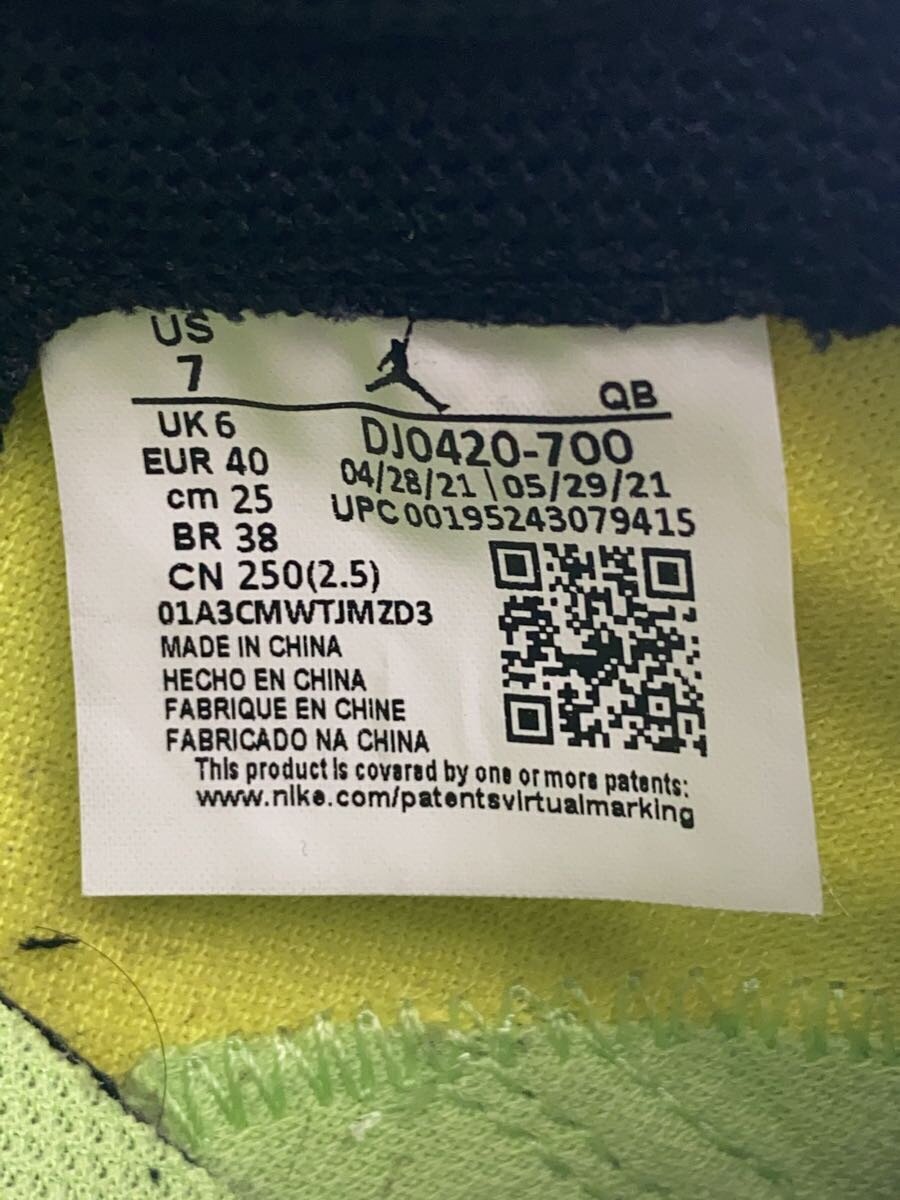 US
7
QB
UK 6
DJ0420-700
EUR 40
04/28/21 \ 05/29/21
cm 25
UPC 00195243079415
BR 38
CN 250(2.5)
01A3CMWTJMZD3
MADE IN CHINA
HECHO EN CHINA
FABRIQUE EN CHINE
FABRICADO NA CHINA
This product is covered by one or more patents:
www.nike.com/patentsvirtualmarking